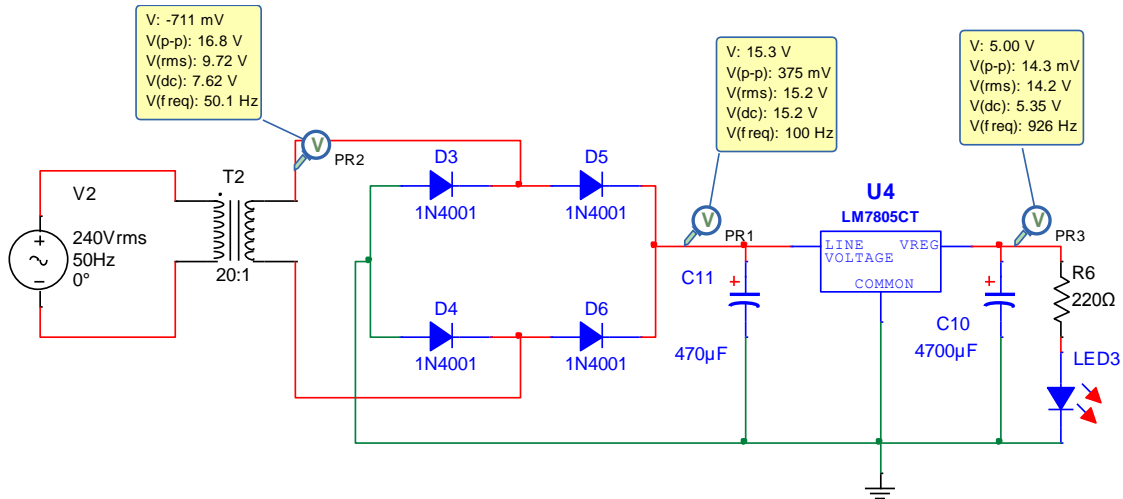 V: -711 mV
V(p-p): 16.8 V
V(rms): 9.72 V
V(dc): 7.62 V
V(freq): 50.1 Hz
V
PR2
V: 15.3 V
V(p-p): 375 mV
V(rms): 15.2 V
V(dc): 15.2 V
V(freq): 100 Hz
V
PR1
V: 5.00 V
V(p-p): 14.3 mV
V(rms): 14.2 V
V(dc): 5.35 V
V(freq): 926 Hz
V
PR3
V2
240Vrms
50Hz
0°
T2
20:1
D3
1N4001
D5
1N4001
D4
1N4001
D6
1N4001
C11
470µF
U4
LM7805CT
LINE VREG
VOLTAGE
COMMON
C10
4700µF
R6
220Ω
LED3